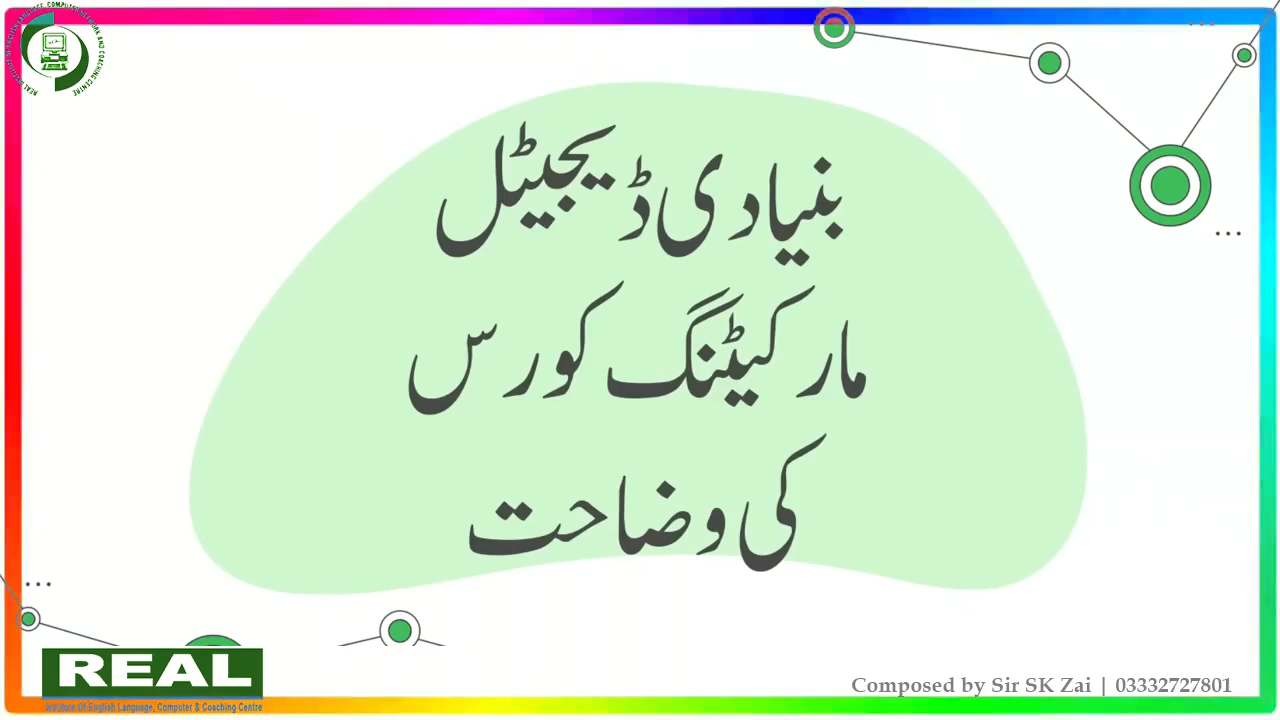 بنیادی ڈیجیٹل
مارکیٹنگ کورس
کی وضاحت
REAL
Institute Of English Language, Computer & Coaching Centre
Composed by Sir SK Zai | 03332727801